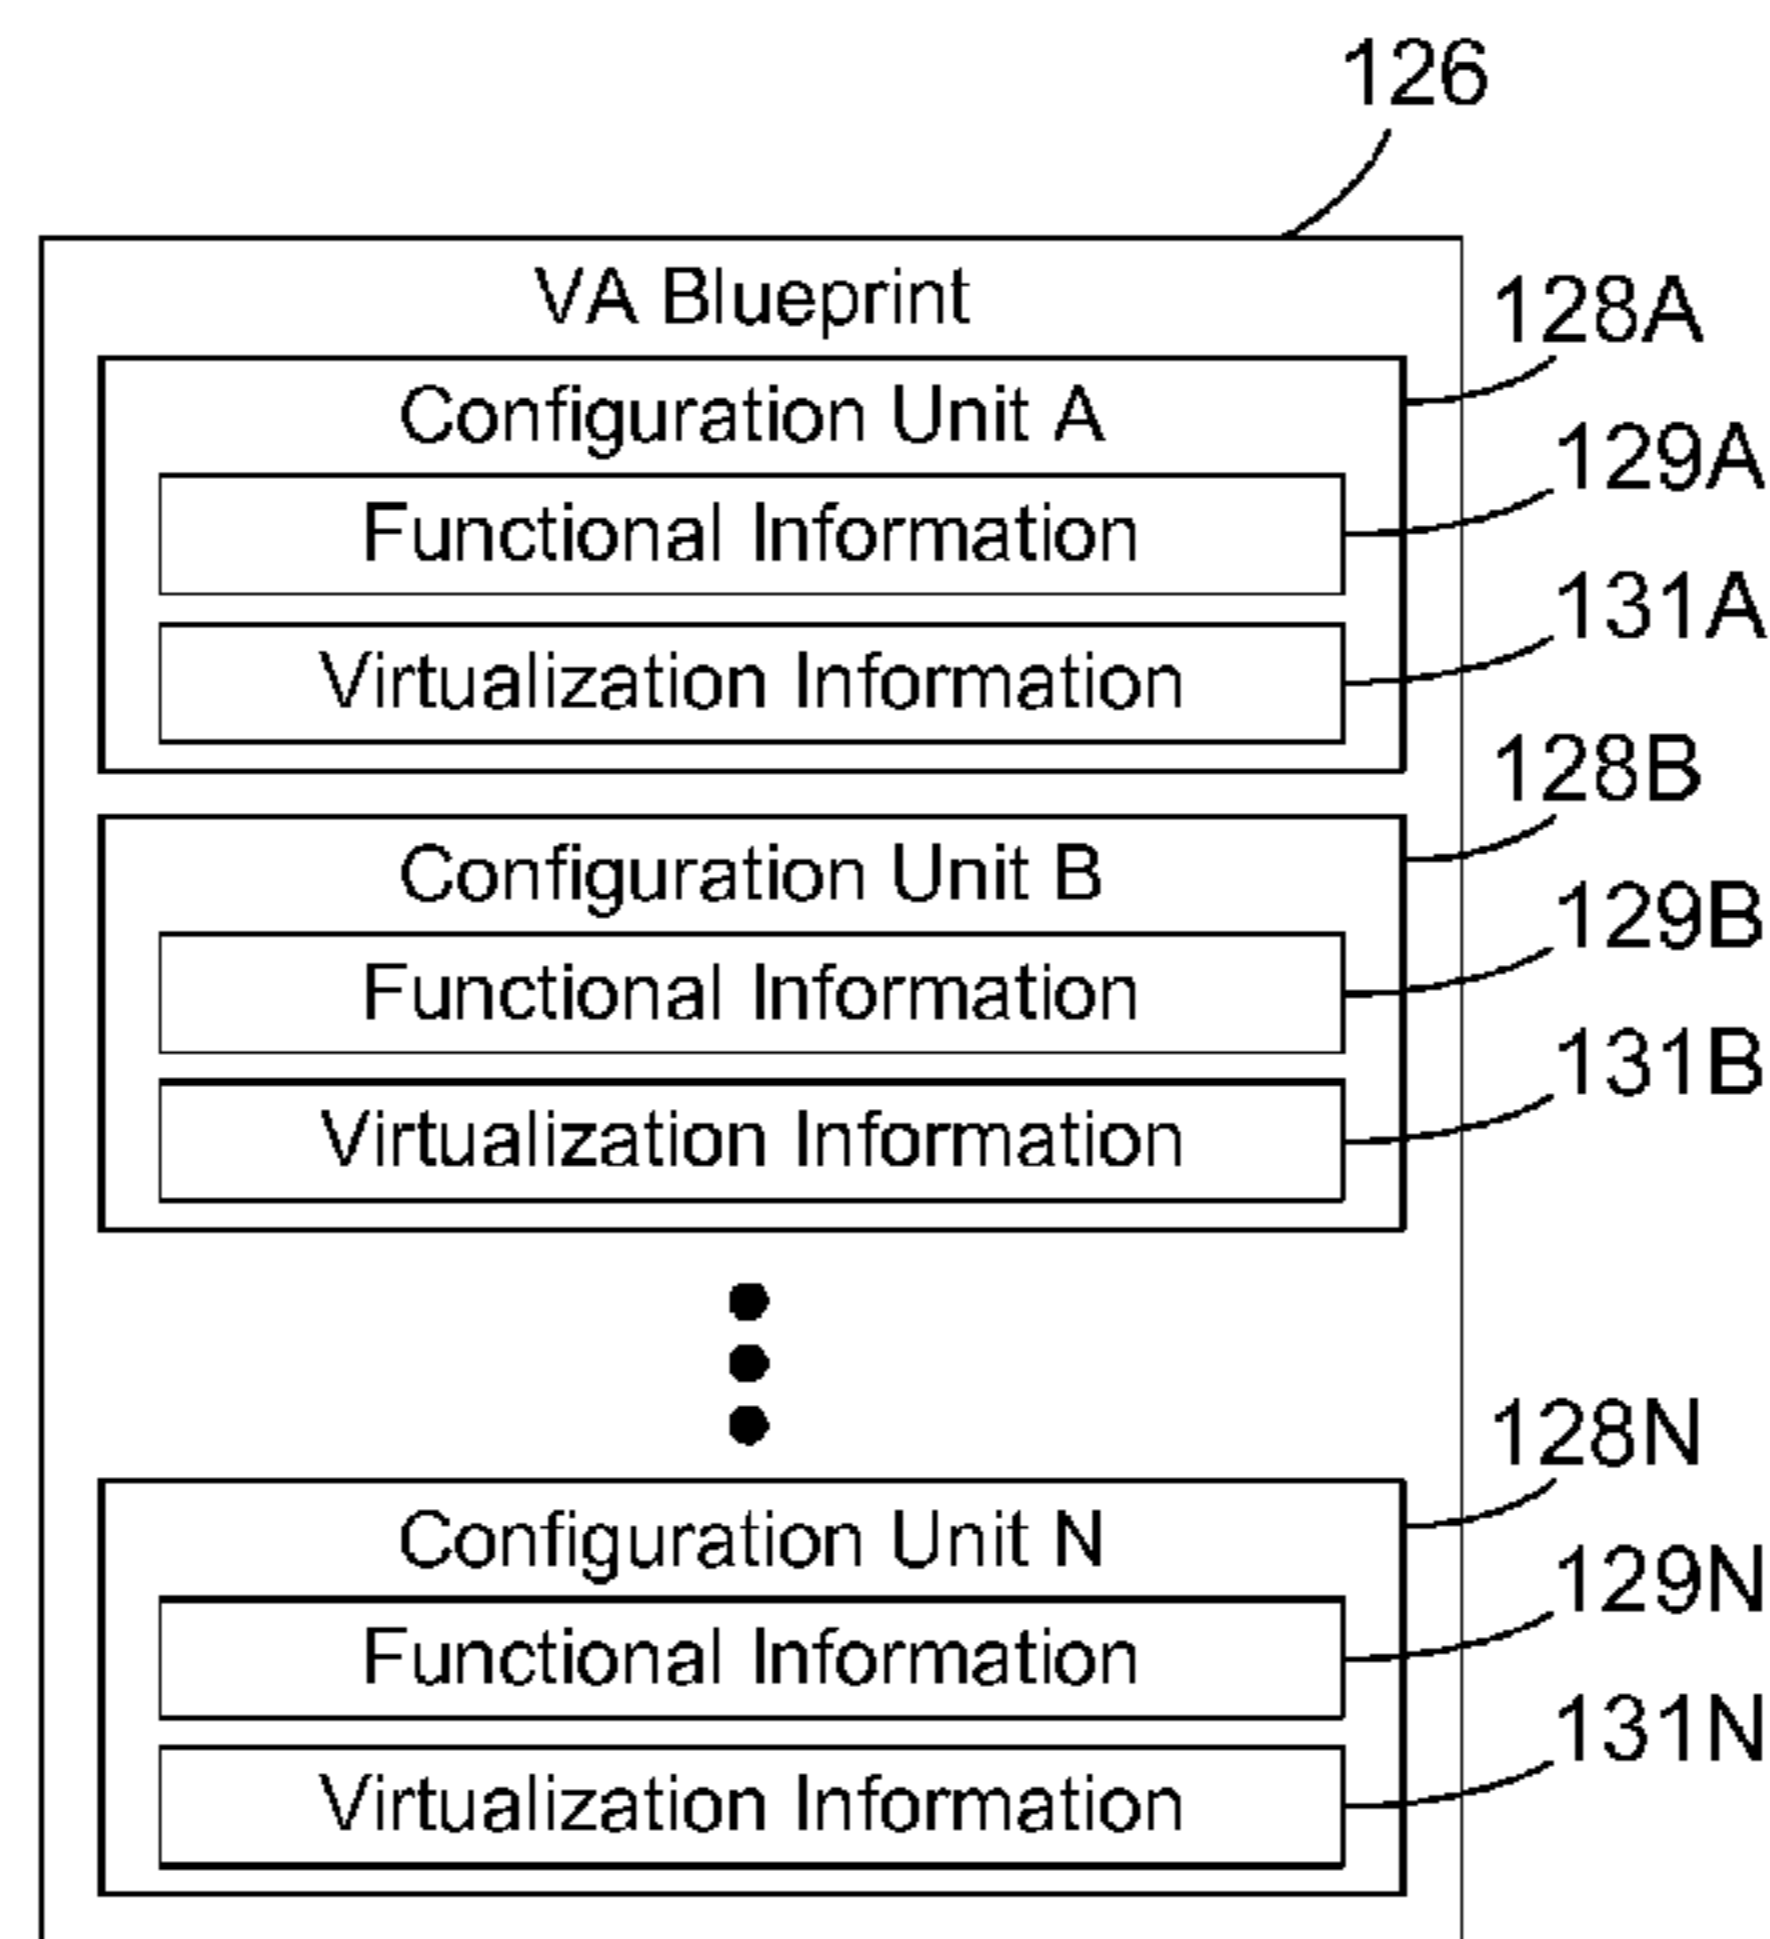 126
VA Blueprint
128A
Configuration Unit A
129A
Functional Information
131A
Virtualization Information
128B
Configuration Unit B
129B
Functional Information
131B
Virtualization Information
128N
Configuration Unit N
129N
Functional Information
131N
Virtualization Information